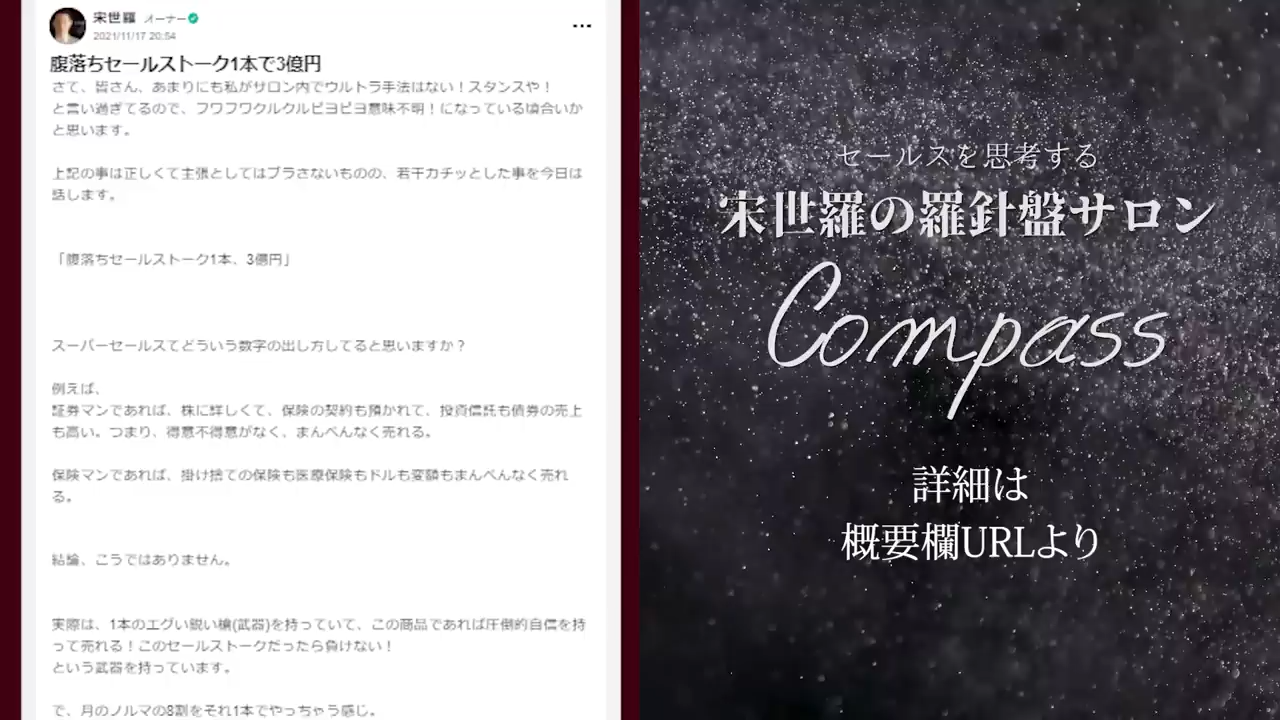 宋世羅 オーナー
2021/11/17 20:54
腹落ちセールストーク1本で3億円
さて、皆さん、あまりにも私がサロン内でウルトラ手法はない！スタンスや！
と言い過ぎてるので、フワフワクルクルピヨピヨ意味不明！になっている頃合いか
と思います。
上記の事は正しくて主張としてはブラさないものの、若干カチッとした事を今日は
話します。
「腹落ちセールストーク1本、3億円」
スーパーセールスてどういう数字の出し方してると思いますか？
例えば、
証券マンであれば、株に詳しくて、保険の契約も預かれて、投資信託も債券の売上
も高い。つまり、得意不得意がなく、まんべんなく売れる。
保険マンであれば、掛け捨ての保険も医療保険もドルも変額もまんべんなく売れ
る。
結論、こうではありません。
実際は、1本のエグい鋭い槍(武器)を持っていて、この商品であれば圧倒的自信を持
って売れる！このセールストークだったら負けない！
という武器を持っています。
で、月のノルマの8割をそれ1本でやっちゃう感じ。
セールスを思考する
宋世羅の羅針盤サロン
Compass
詳細は
概要欄URLより